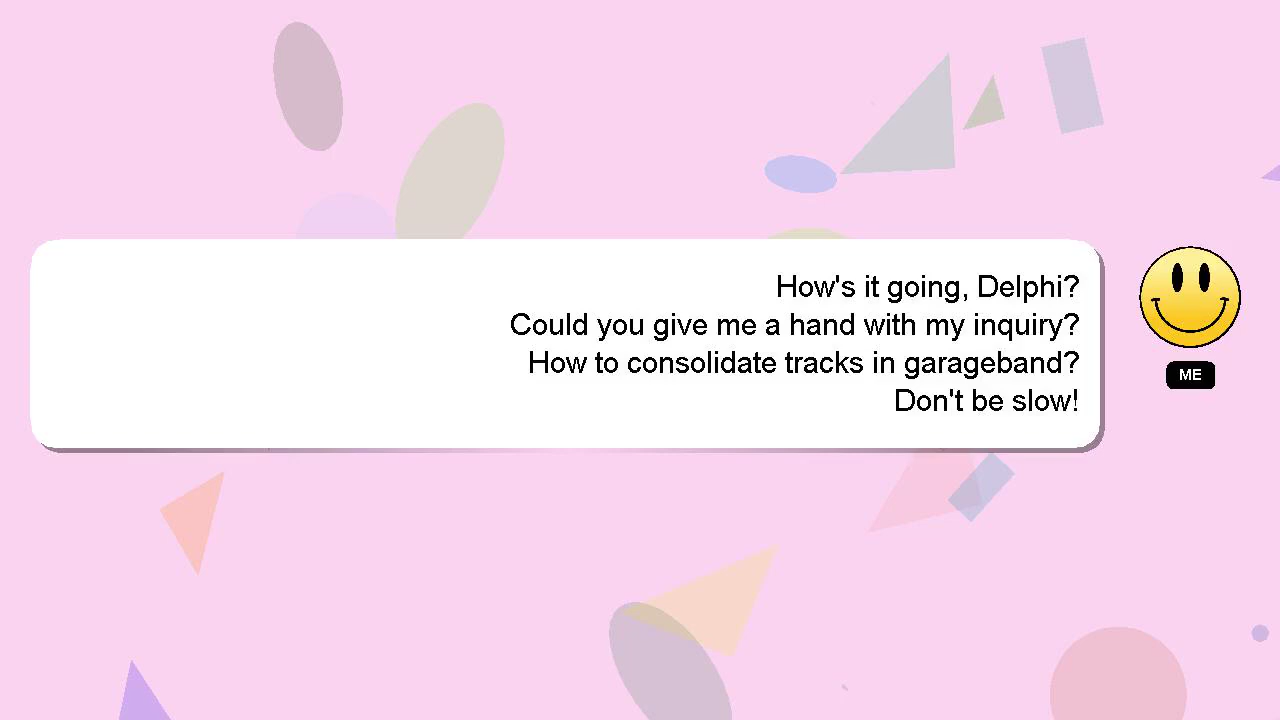 How's it going, Delphi?
Could you give me a hand with my inquiry?
How to consolidate tracks in garageband?
Don't be slow!
ME